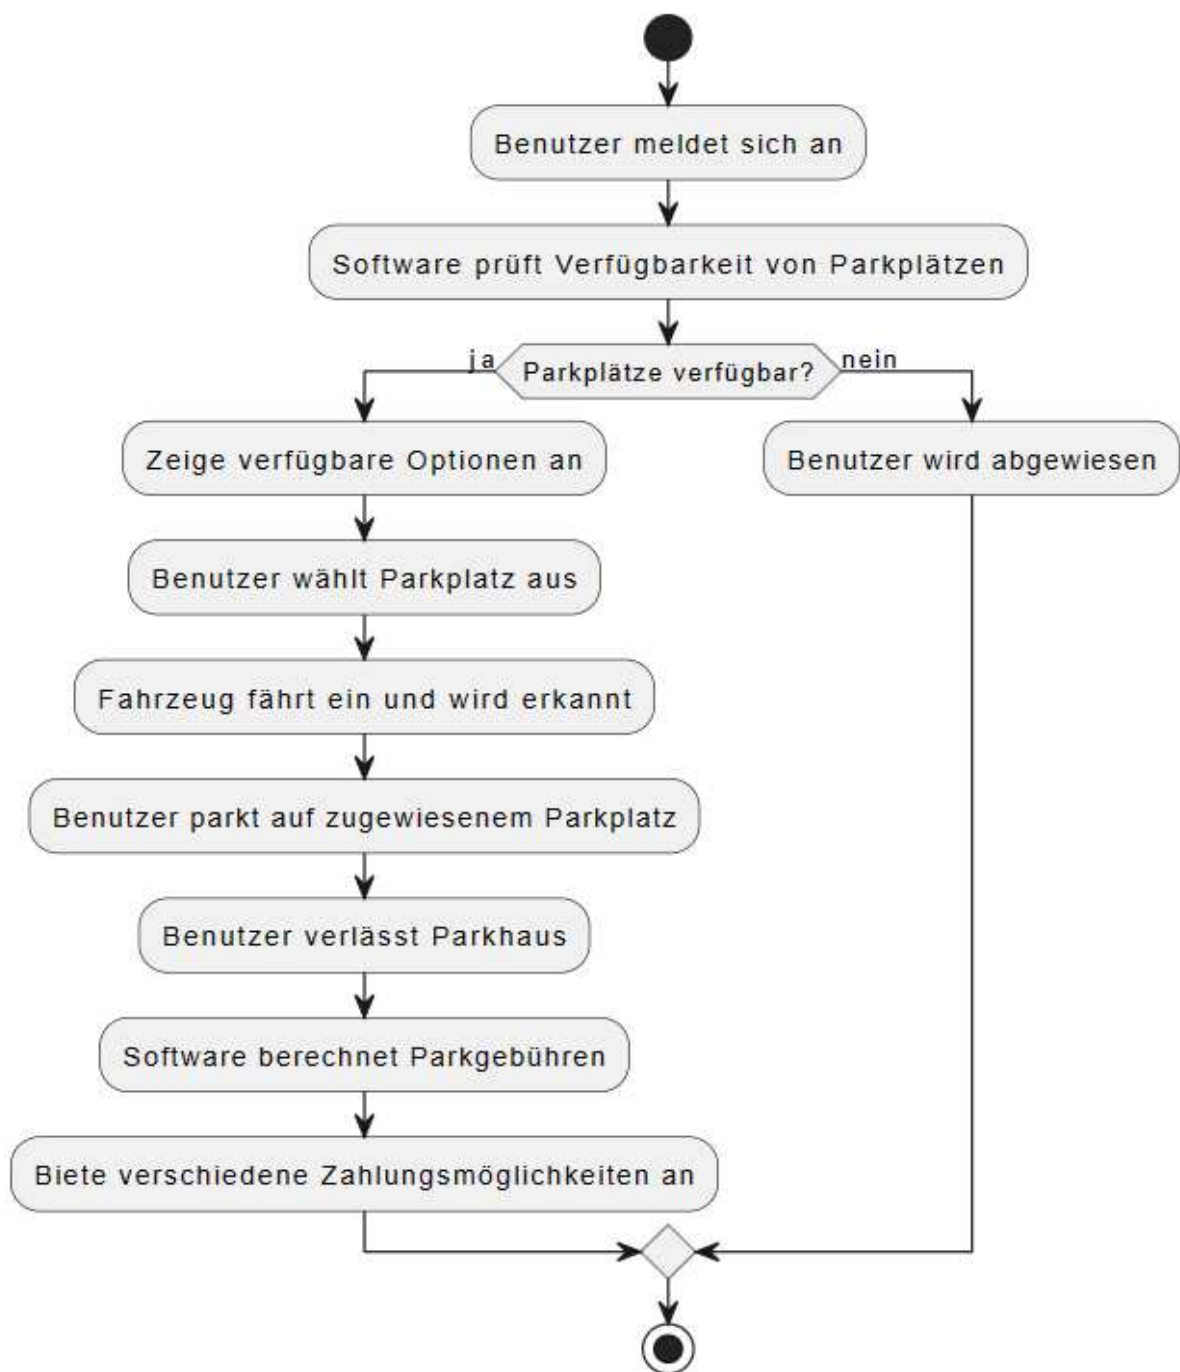 Benutzer meldet sich an
Software prüft Verfügbarkeit von Parkplätzen
ja
Parkplätze verfügbar?
nein
Zeige verfügbare Optionen an
Benutzer wird abgewiesen
Benutzer wählt Parkplatz aus
Fahrzeug fährt ein und wird erkannt
Benutzer parkt auf zugewiesenem Parkplatz
Benutzer verlässt Parkhaus
Software berechnet Parkgebühren
Biete verschiedene Zahlungsmöglichkeiten an